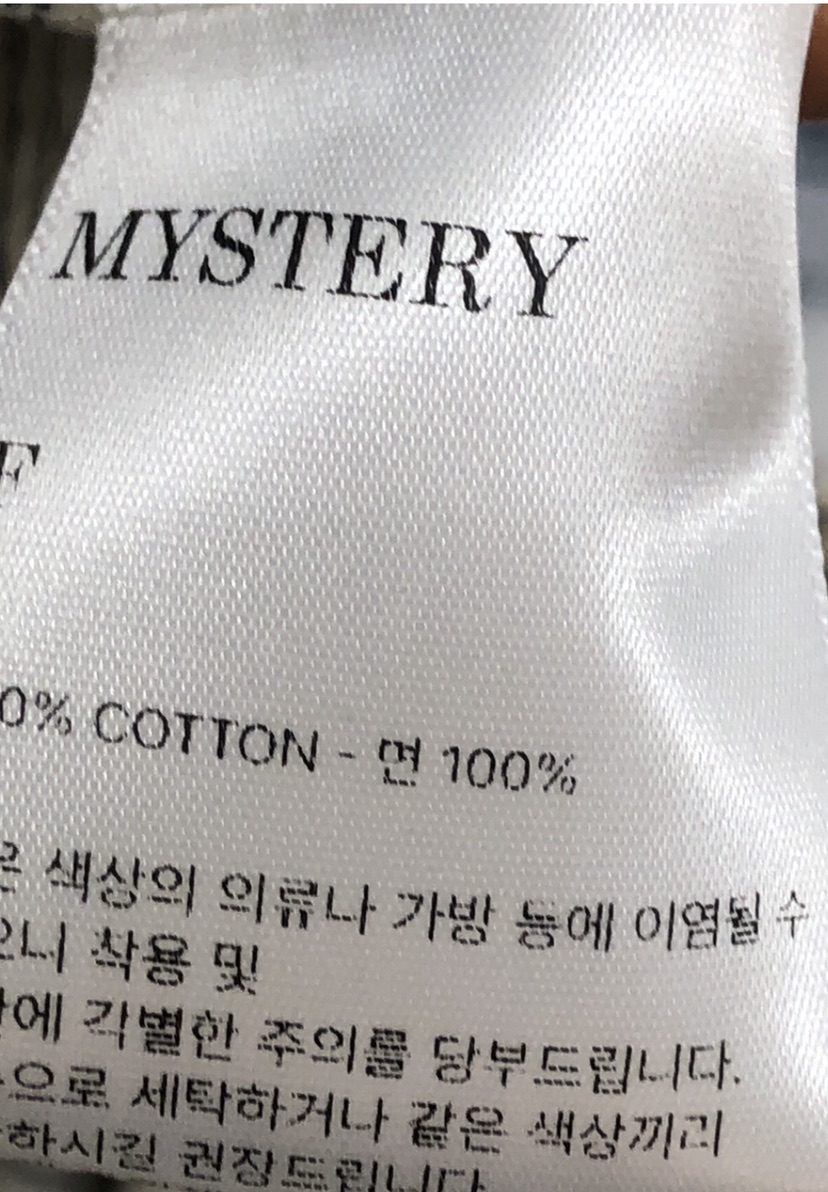 MYSTERY
F
0% COTTON - 면 100%
색상의 의류나 가방 등에 이염될 수
오니 착용 및
에 각별한 주의를 당부드립니다.
으로 세탁하거나 같은 색상끼리
하시길 권장드립니다